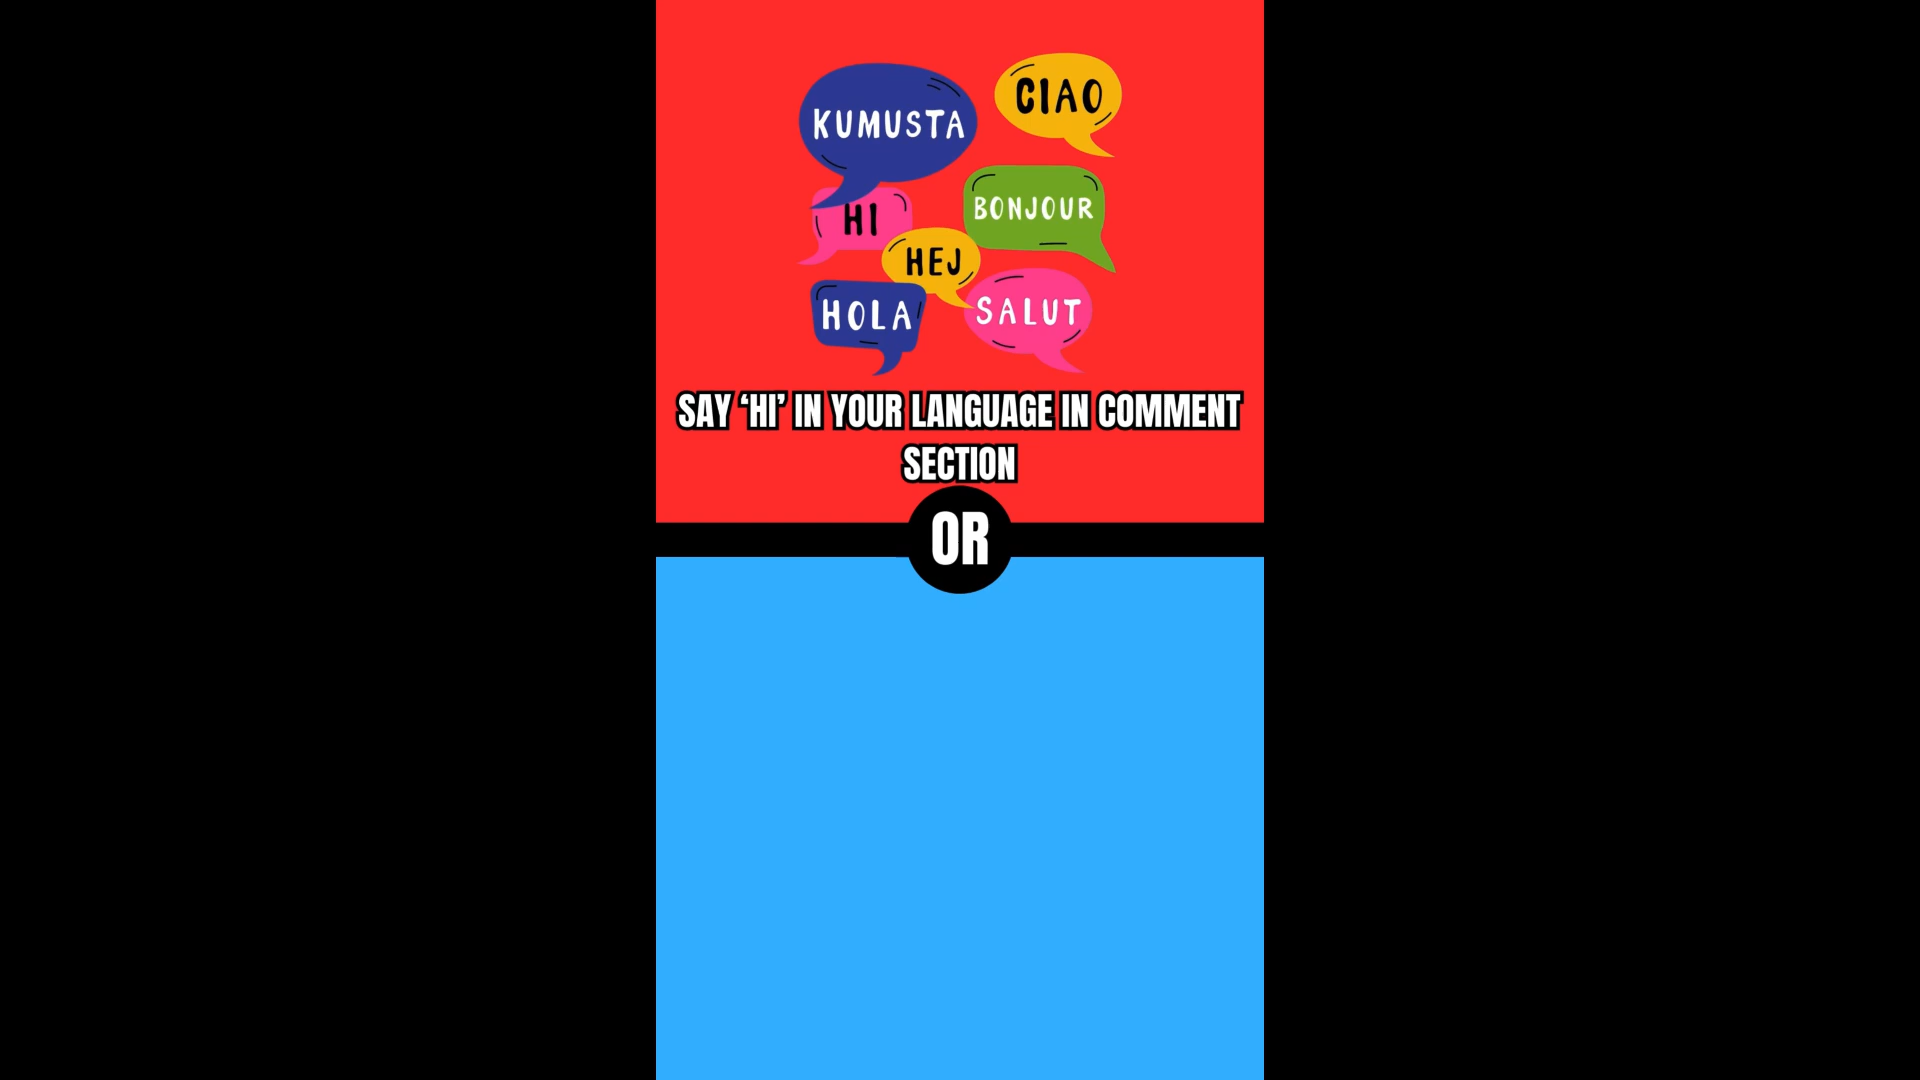 KUMUSTA
CIAO
HI
BONJOUR
HEJ
HOLA
SALUT
SAY ‘HI’ IN YOUR LANGUAGE IN COMMENT
SECTION
OR